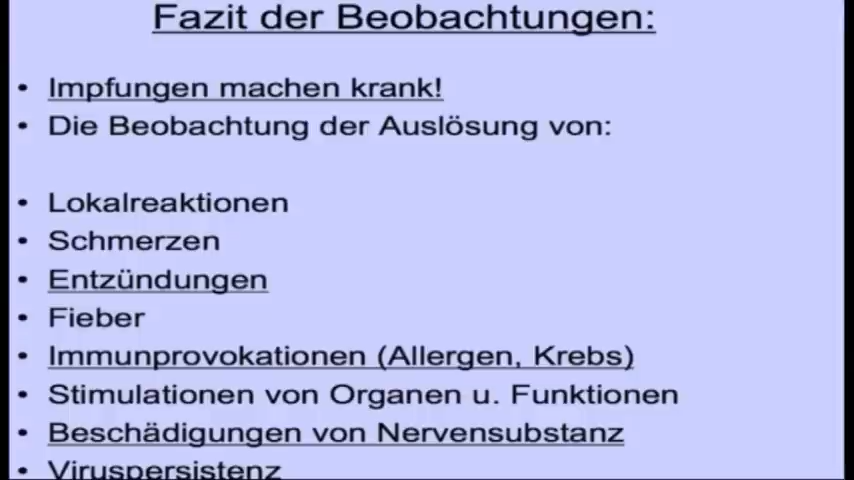 Fazit der Beobachtungen:
• Impfungen machen krank!
• Die Beobachtung der Auslösung von:
• Lokalreaktionen
• Schmerzen
• Entzündungen
• Fieber
• Immunprovokationen (Allergen, Krebs)
• Stimulationen von Organen u. Funktionen
• Beschädigungen von Nervensubstanz
• Viruspersistenz